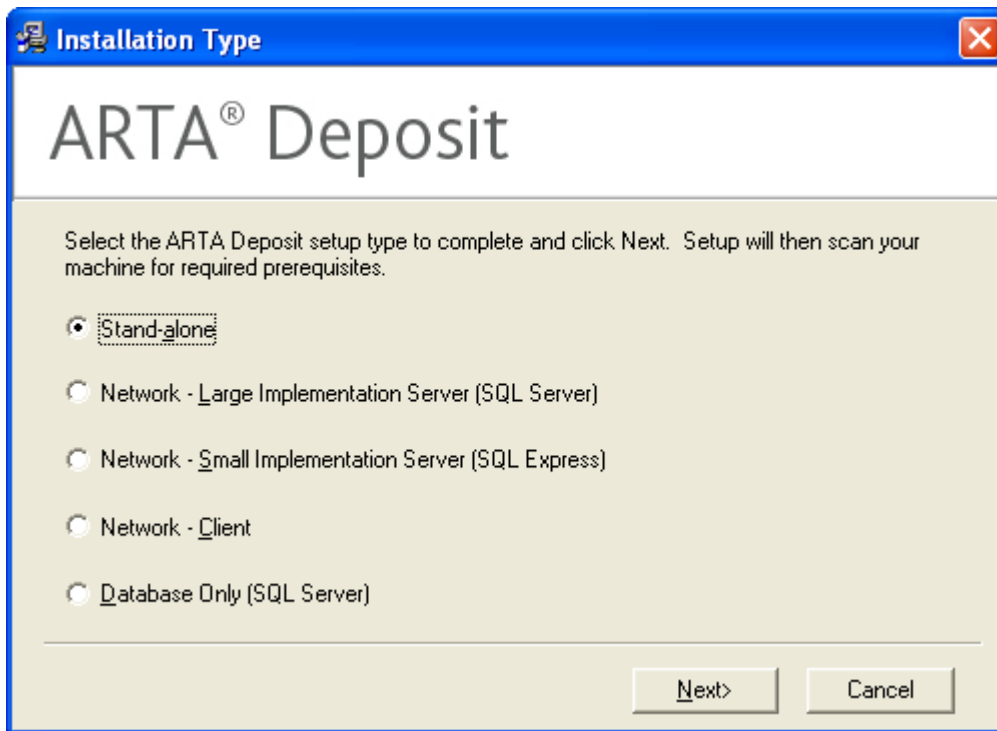 Installation Type
ARTA® Deposit
Select the ARTA Deposit setup type to complete and click Next.  Setup will then scan your
machine for required prerequisites.
Stand-alone
Network - Large Implementation Server (SQL Server)
Network - Small Implementation Server (SQL Express)
Network - Client
Database Only (SQL Server)
Next>
Cancel